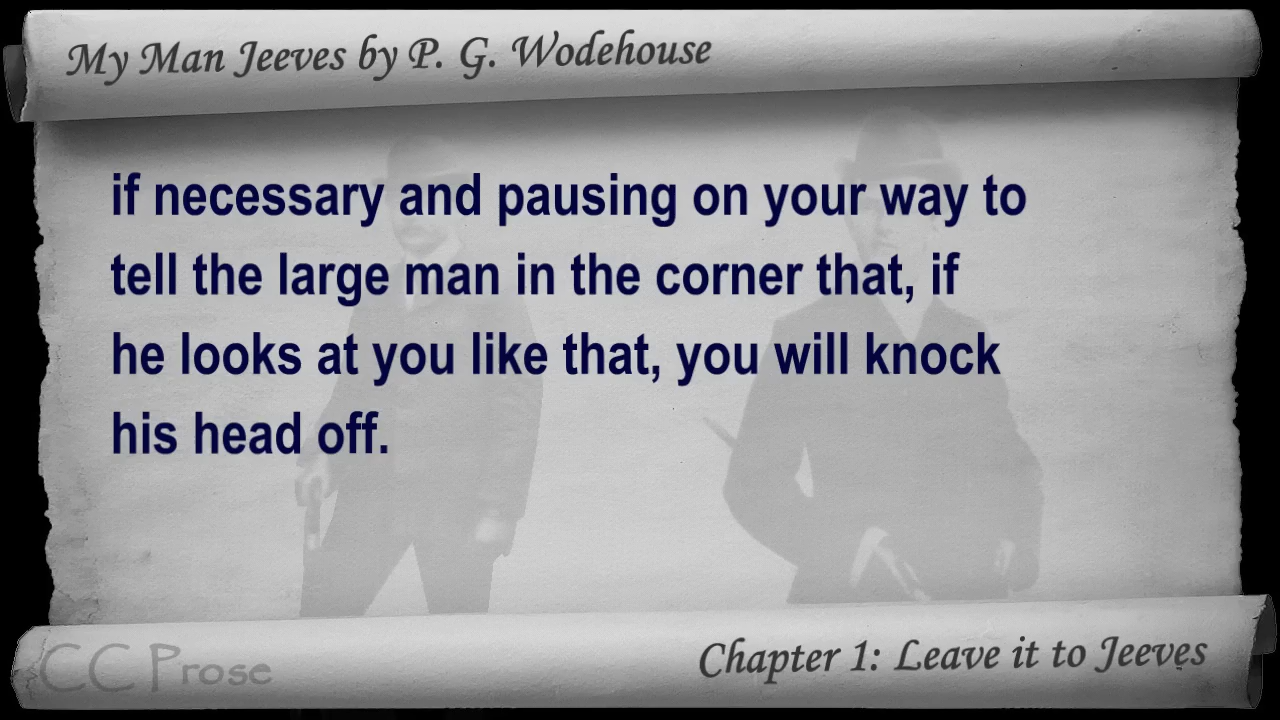 My Man Jeeves by P. G. Wodehouse
if necessary and pausing on your way to
tell the large man in the corner that, if
he looks at you like that, you will knock
his head off.
CC Prose
Chapter 1: Leave it to Jeeves